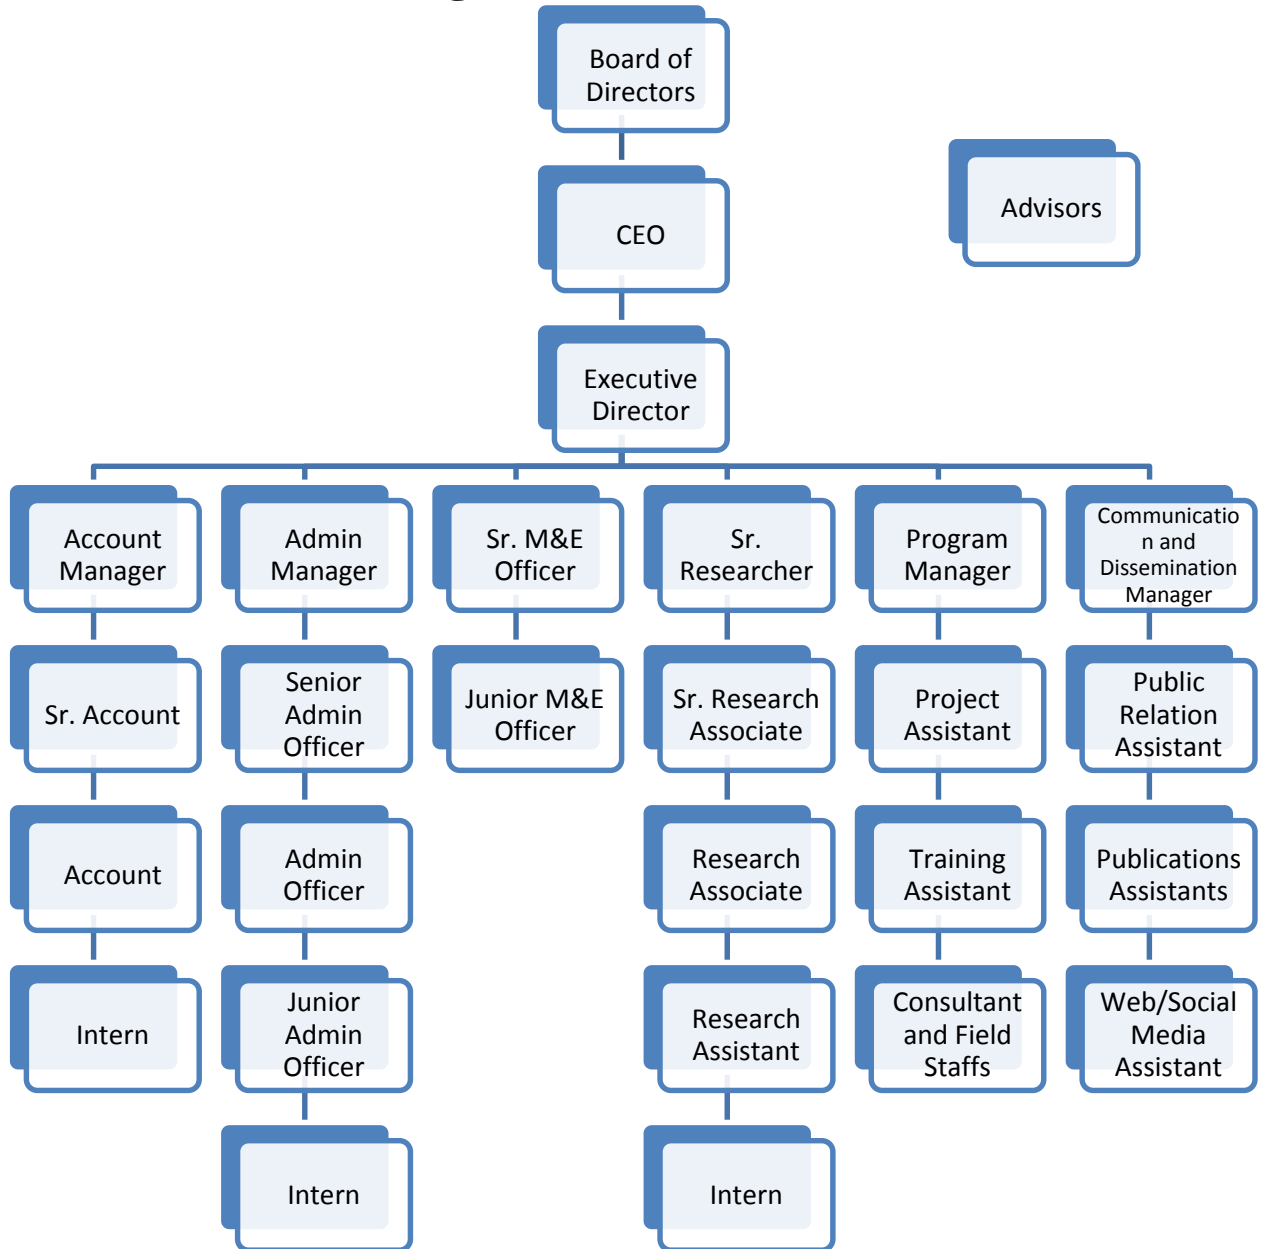 Board of
Directors
Advisors
CEO
Executive
Director
Account
Manager
Admin
Manager
Sr. M&E
Officer
Sr.
Researcher
Program
Manager
Communicatio
n and
Dissemination
Manager
Sr. Account
Senior
Admin
Officer
Junior M&E
Officer
Sr. Research
Associate
Project
Assistant
Public
Relation
Assistant
Account
Admin
Officer
Research
Associate
Training
Assistant
Publications
Assistants
Intern
Junior
Admin
Officer
Research
Assistant
Consultant
and Field
Staffs
Web/Social
Media
Assistant
Intern
Intern